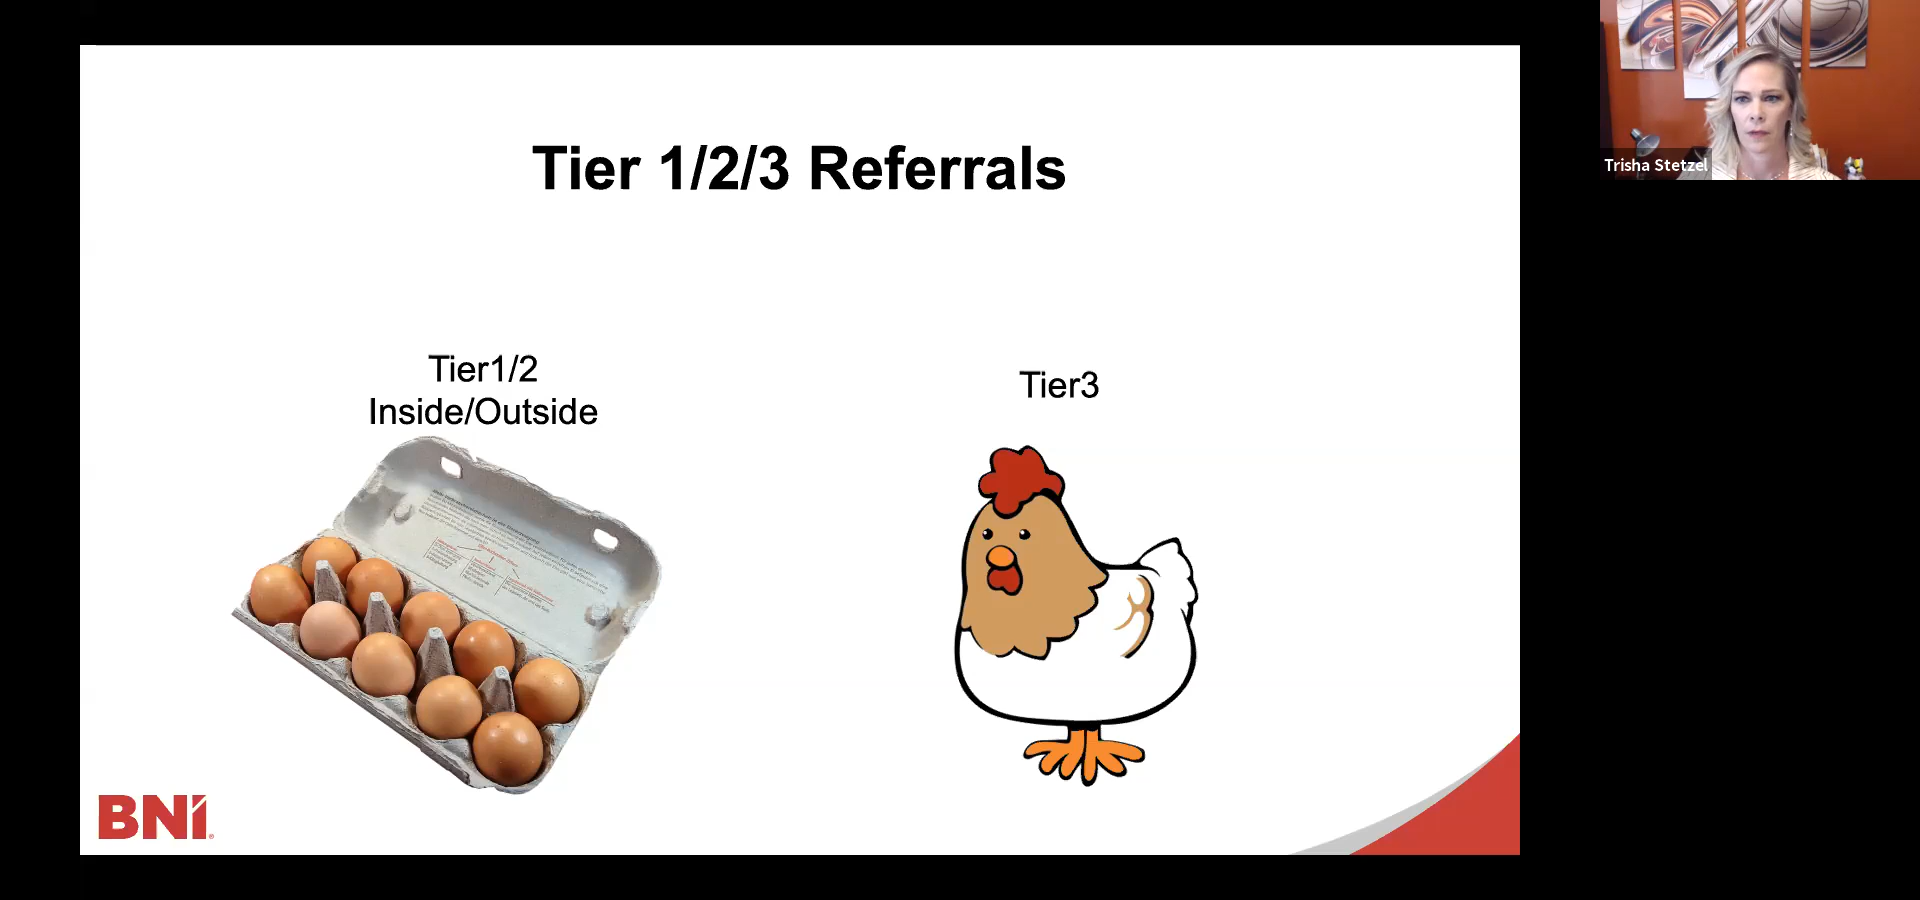 Tier 1/2/3 Referrals
Trisha Stetzel
Tier1/2
Inside/Outside
Tier3
BNI